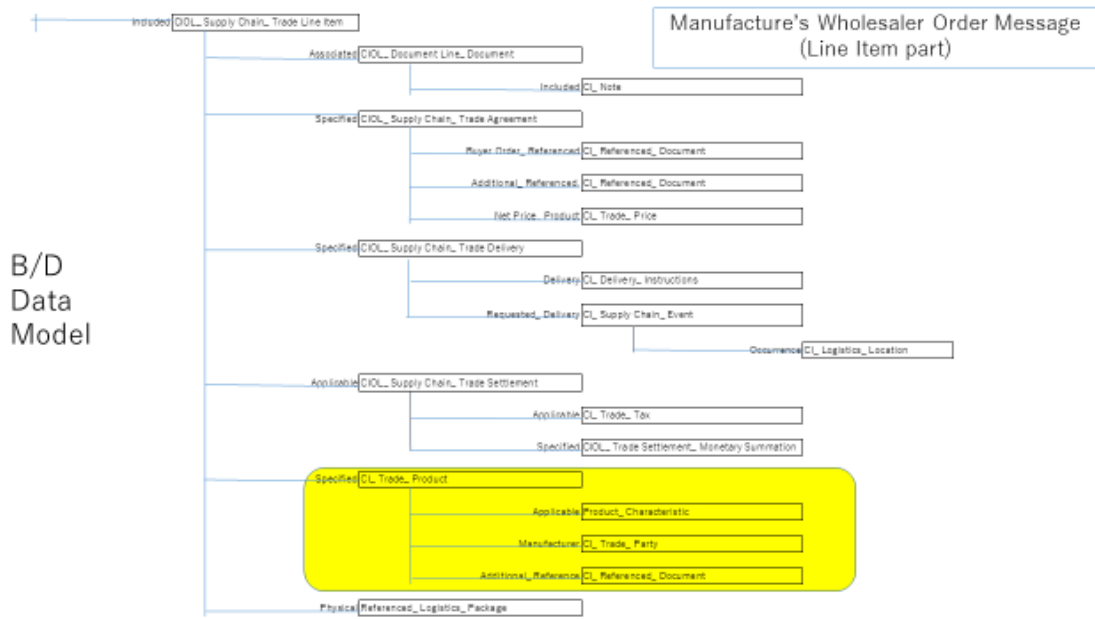 Manufacture's Wholesaler Order Message
(Line Item part)
Included CIOL_ Supply Chain_ Trade Line Item
Associated CIOL_ Document Line_ Document
Included CI_ Note
Specified CIOL_ Supply Chain_ Trade Agreement
Buyer Order_ Referenced CI_ Referenced_ Document
Additional_ Referenced. CI_ Referenced_ Document
Net Price. Product CI_ Trade_ Price
Specified CIOL_ Supply Chain_ Trade Delivery
Delivery CI_ Delivery_ Instructions
Requested_ Delivary CI_ Supply Chain_ Event
Occurrence CI_ Logistics_ Location
B/D
Data
Model
Applicable CIOL_ Supply Chain_ Trade Settlement
Applicable CI_ Trade_ Tax
Specified CIOL_ Trade Settlement_ Monetary Summation
Specified CI_ Trade_ Product
Applicable Product_ Characteristic
Manufacturer CI_ Trade_ Party
Additional_ Reference CI_ Referenced_ Document
Physical Referenced_ Logistics_ Package